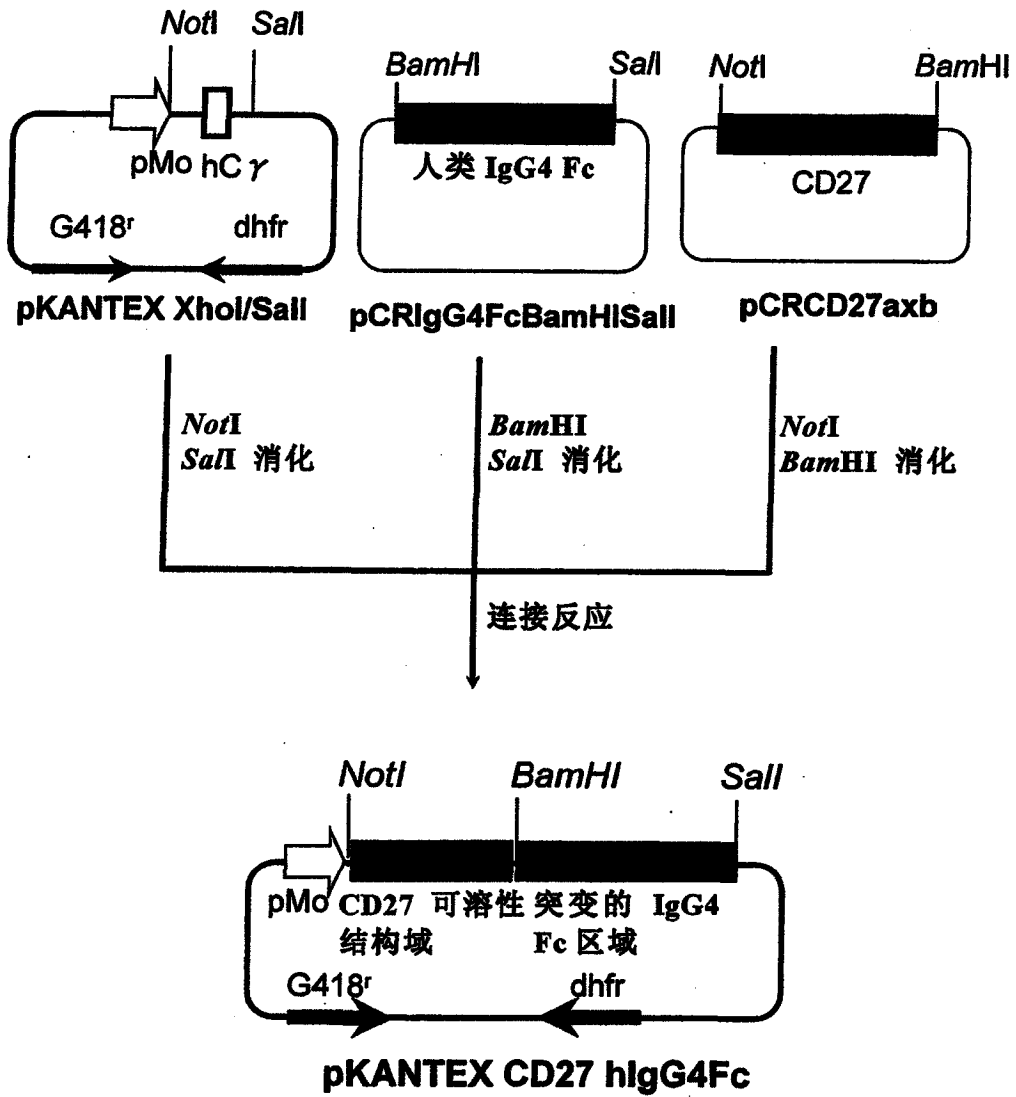 NotI SalI
BamHI SalI
NotI BamHI
pMo hCγ
人类 IgG4 Fc
CD27
G418r dhfr
pKANTEX XhoI/SalI
pCRIgG4FcBamHISalI
pCRCD27axb
NotI
SalI 消化
BamHI
SalI 消化
NotI
BamHI 消化
连接反应
NotI BamHI SalI
pMo CD27 可溶性 突变的 IgG4
结构域 Fc 区域
G418r dhfr
pKANTEX CD27 hIgG4Fc